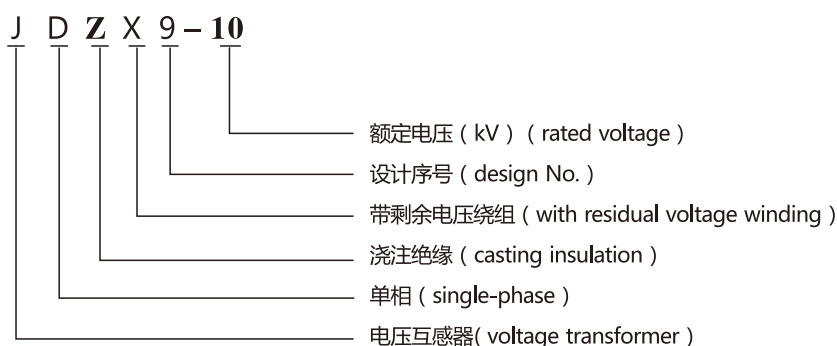 J D Z X 9 – 10
额定电压（kV）（rated voltage）
设计序号（design No.）
带剩余电压绕组（with residual voltage winding）
浇注绝缘（casting insulation）
单相（single-phase）
电压互感器( voltage transformer )